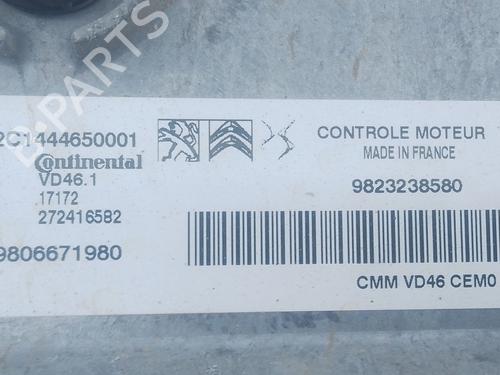 B-PARTS
2C1444650001
Continental
VD46.1
17172
272416582
9806671980
CONTROLE MOTEUR
MADE IN FRANCE
9823238580
CMM VD46 CEM0